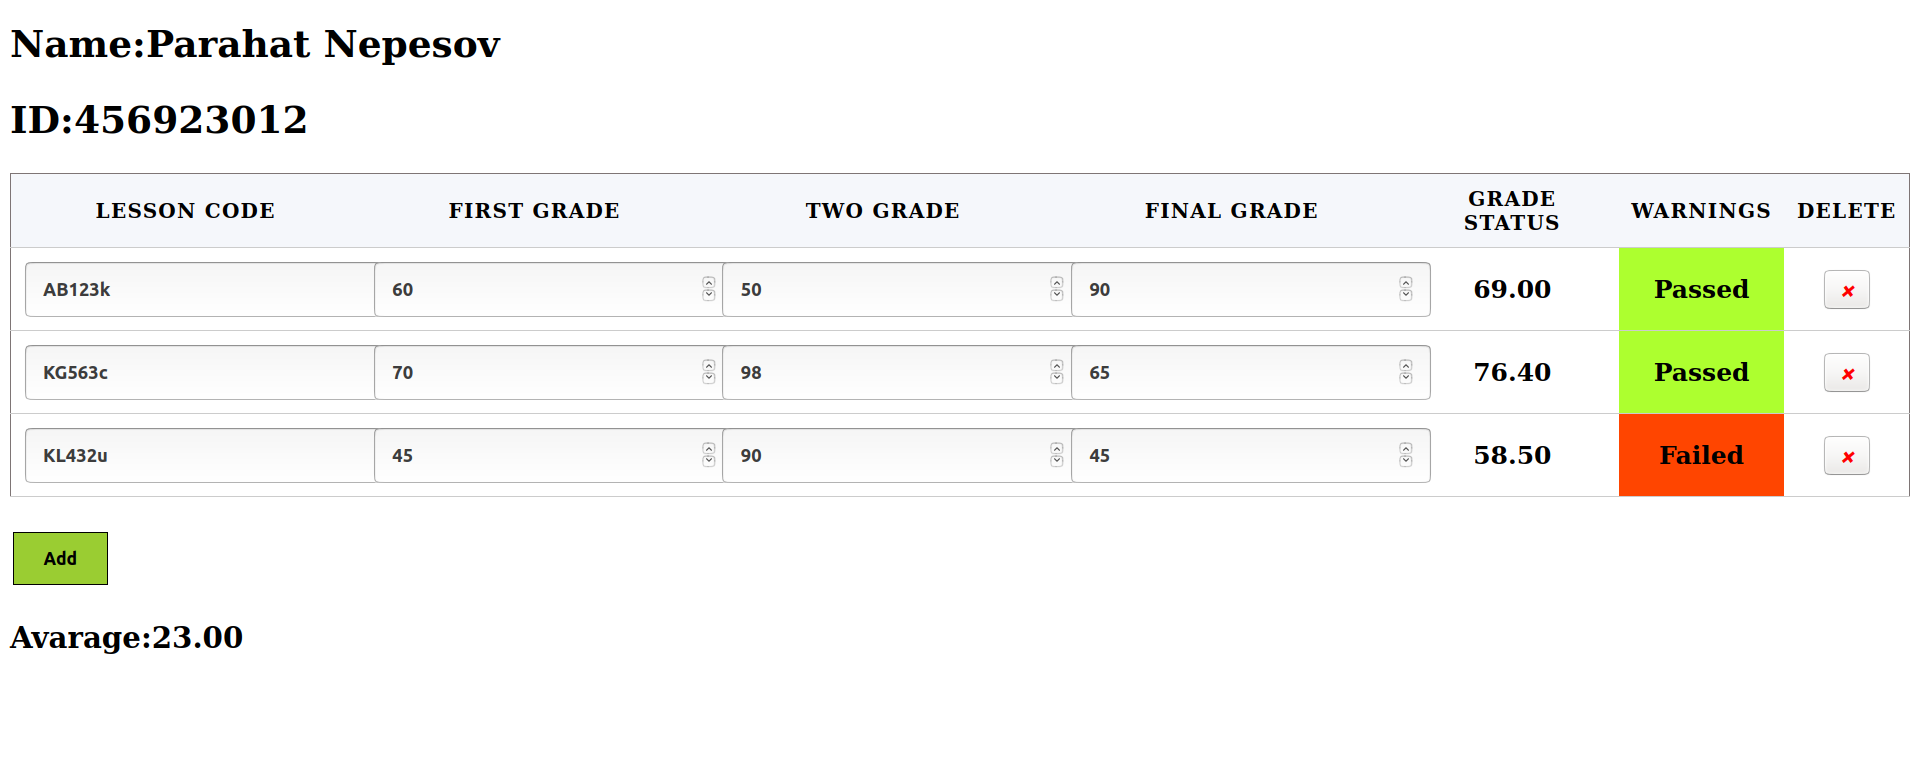 Name:Parahat Nepesov
ID:456923012
LESSON CODE FIRST GRADE TWO GRADE FINAL GRADE GRADE STATUS WARNINGS DELETE
AB123k 60 50 90 69.00 Passed ×
KG563c 70 98 65 76.40 Passed ×
KL432u 45 90 45 58.50 Failed ×
Add
Avarage:23.00